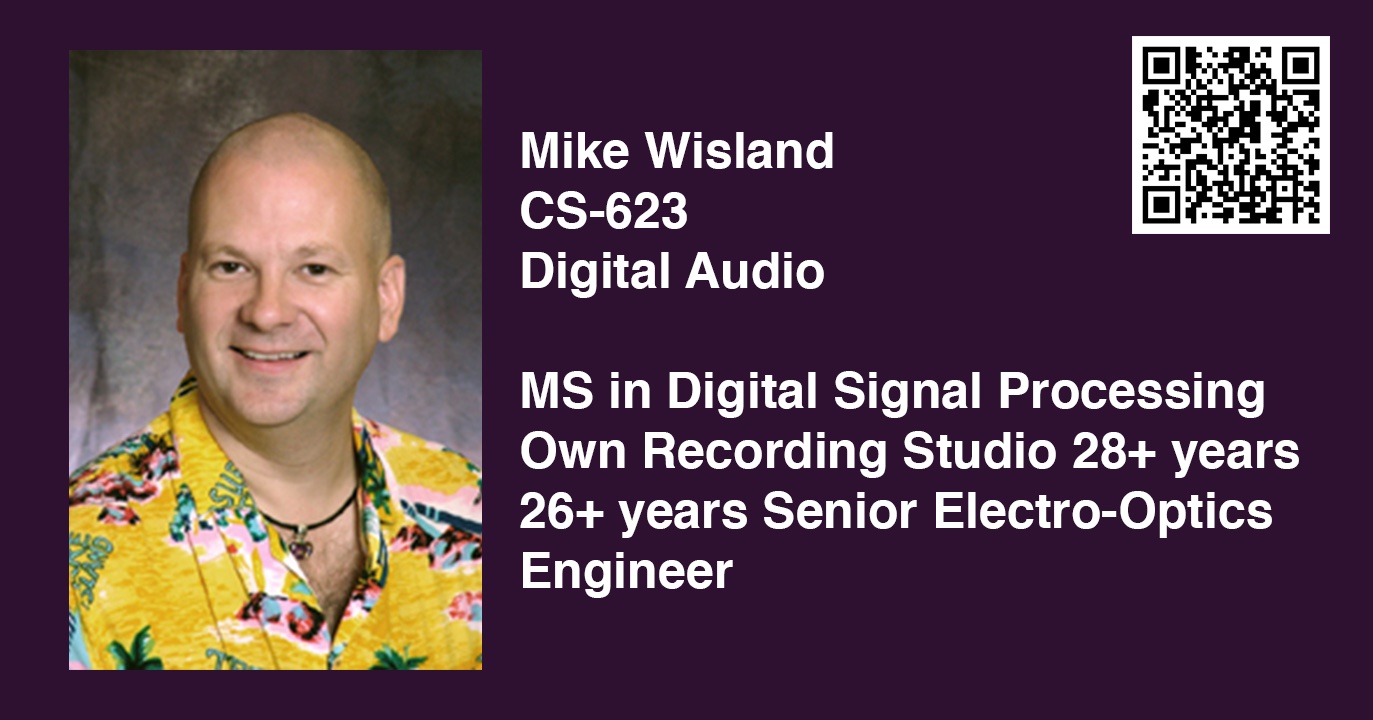 Mike Wisland
CS-623
Digital Audio
MS in Digital Signal Processing
Own Recording Studio 28+ years
26+ years Senior Electro-Optics
Engineer